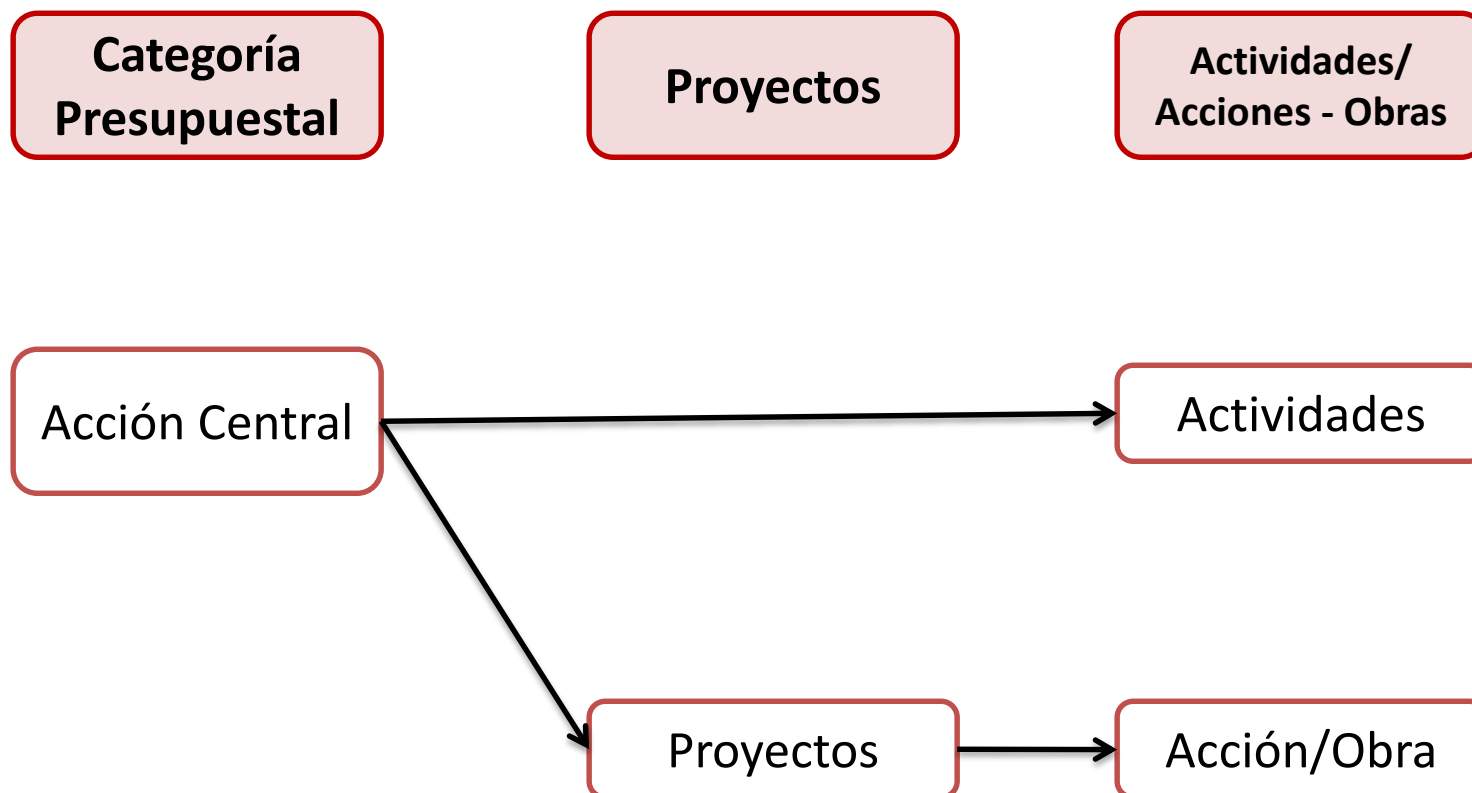 Categoría
Presupuestal
Proyectos
Actividades/
Acciones - Obras
Acción Central
Actividades
Proyectos
Acción/Obra